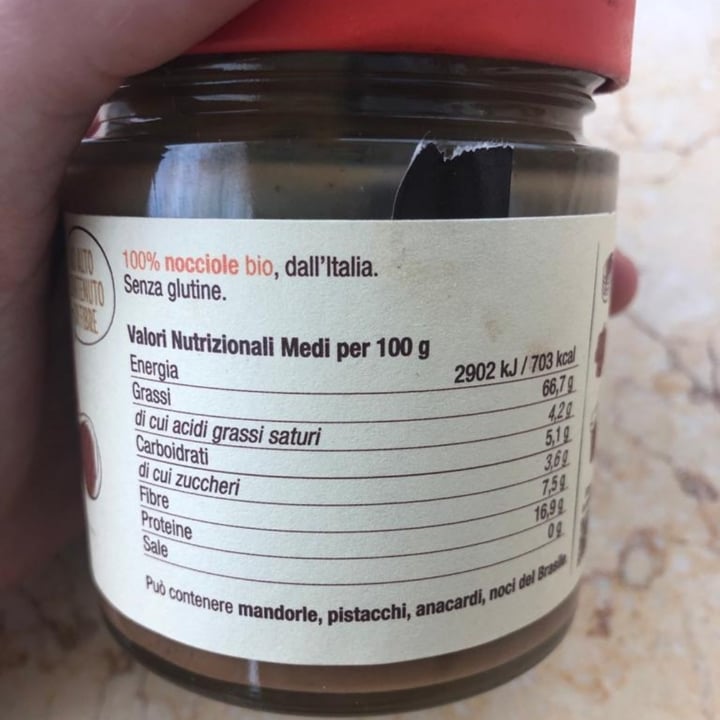 ALTO
FIBRE
100% nocciole bio, dall'Italia.
Senza glutine.
Valori Nutrizionali Medi per 100 g
Energia 2902 kJ / 703 kcal
Grassi 66,7 g
di cui acidi grassi saturi 4,2 g
Carboidrati 5,1 g
di cui zuccheri 3,6 g
Fibre 7,5 g
Proteine 16,9 g
Sale 0 g
Può contenere mandorle, pistacchi, anacardi, noci del Brasile